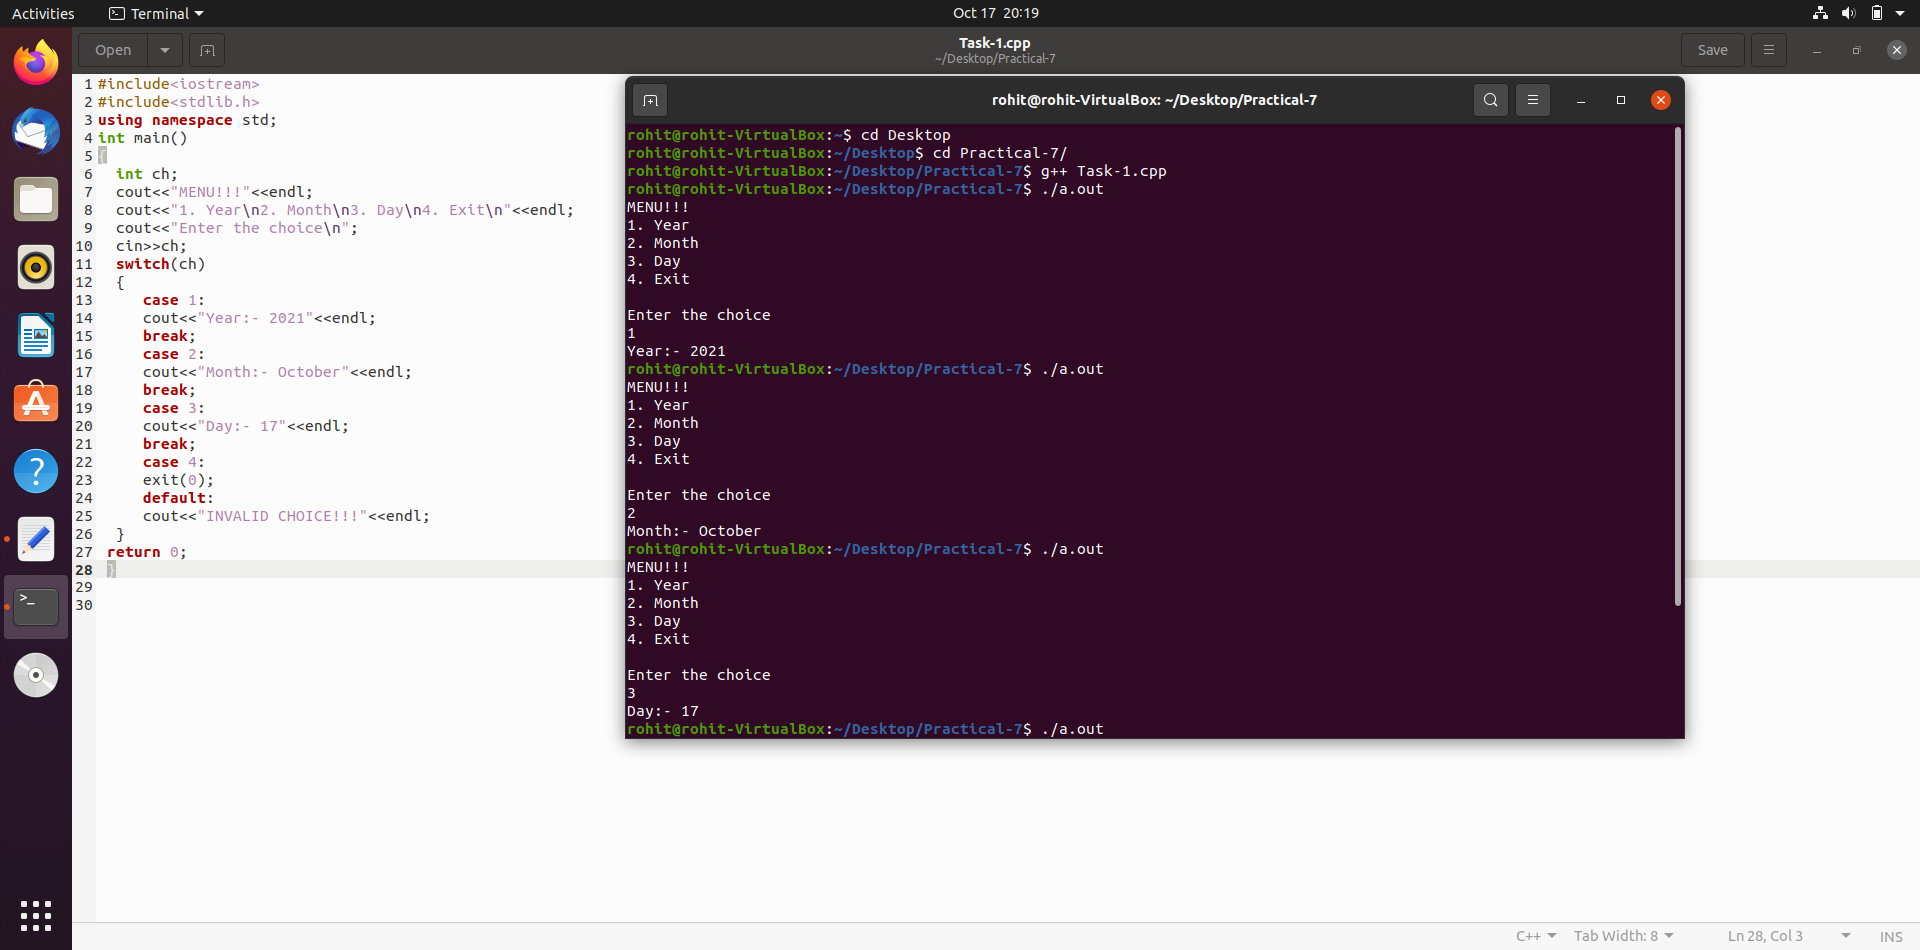 Activities
Terminal
Oct 17 20:19
Open
Task-1.cpp
~/Desktop/Practical-7
Save
1 #include<iostream>
2 #include<stdlib.h>
3 using namespace std;
4 int main()
5 {
6   int ch;
7   cout<<"MENU!!!"<<endl;
8   cout<<"1. Year\n2. Month\n3. Day\n4. Exit\n"<<endl;
9   cout<<"Enter the choice\n";
10   cin>>ch;
11   switch(ch)
12   {
13      case 1:
14      cout<<"Year:- 2021"<<endl;
15      break;
16      case 2:
17      cout<<"Month:- October"<<endl;
18      break;
19      case 3:
20      cout<<"Day:- 17"<<endl;
21      break;
22      case 4:
23      exit(0);
24      default:
25      cout<<"INVALID CHOICE!!!"<<endl;
26   }
27  return 0;
28  }
29
30
rohit@rohit-VirtualBox: ~/Desktop/Practical-7
rohit@rohit-VirtualBox:~$ cd Desktop
rohit@rohit-VirtualBox:~/Desktop$ cd Practical-7/
rohit@rohit-VirtualBox:~/Desktop/Practical-7$ g++ Task-1.cpp
rohit@rohit-VirtualBox:~/Desktop/Practical-7$ ./a.out
MENU!!!
1. Year
2. Month
3. Day
4. Exit
Enter the choice
1
Year:- 2021
rohit@rohit-VirtualBox:~/Desktop/Practical-7$ ./a.out
MENU!!!
1. Year
2. Month
3. Day
4. Exit
Enter the choice
2
Month:- October
rohit@rohit-VirtualBox:~/Desktop/Practical-7$ ./a.out
MENU!!!
1. Year
2. Month
3. Day
4. Exit
Enter the choice
3
Day:- 17
rohit@rohit-VirtualBox:~/Desktop/Practical-7$ ./a.out
C++
Tab Width: 8
Ln 28, Col 3
INS